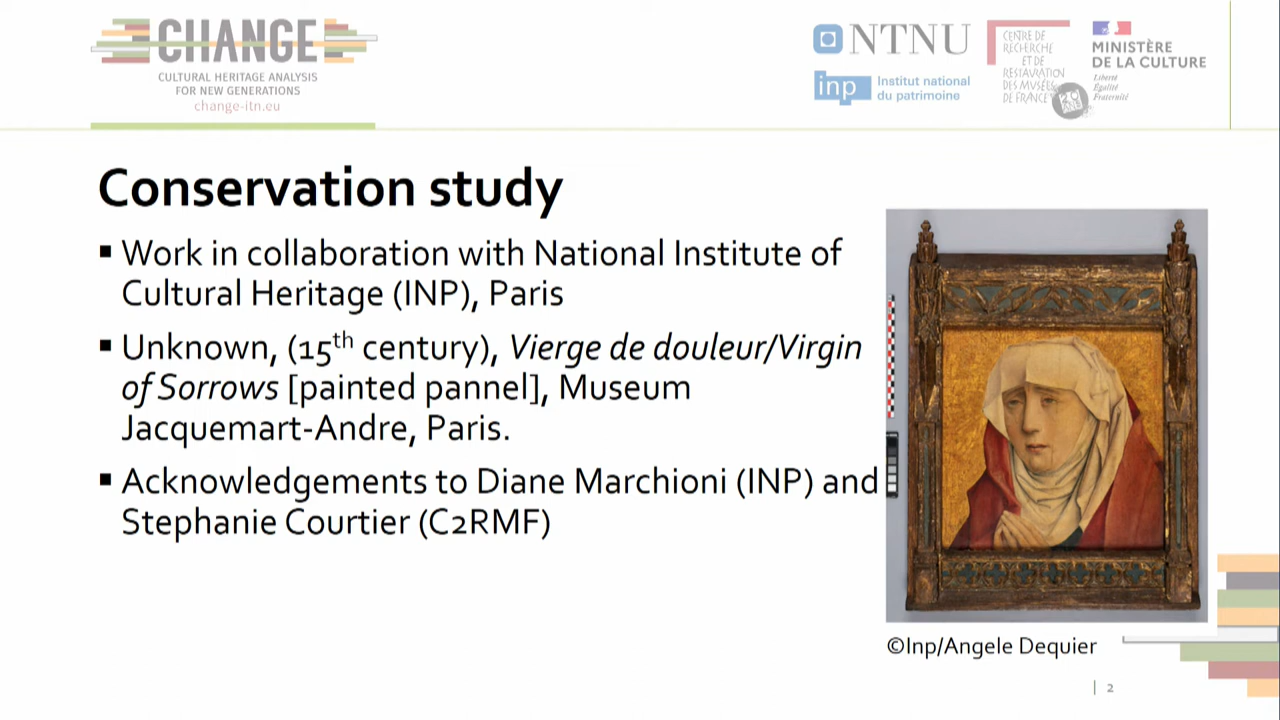 CHANGE
CULTURAL HERITAGE ANALYSIS
FOR NEW GENERATIONS
change-itn.eu
NTNU
inp Institut national
du patrimoine
CENTRE DE
RECHERCHE
ET DE
RESTAURATION
DES MUSÉES
DE FRANCE
MINISTÈRE
DE LA CULTURE
Liberté
Égalité
Fraternité
Conservation study
Work in collaboration with National Institute of
Cultural Heritage (INP), Paris
Unknown, (15th century), Vierge de douleur/Virgin
of Sorrows [painted pannel], Museum
Jacquemart-Andre, Paris.
Acknowledgements to Diane Marchioni (INP) and
Stephanie Courtier (C2RMF)
©Inp/Angele Dequier
| 2